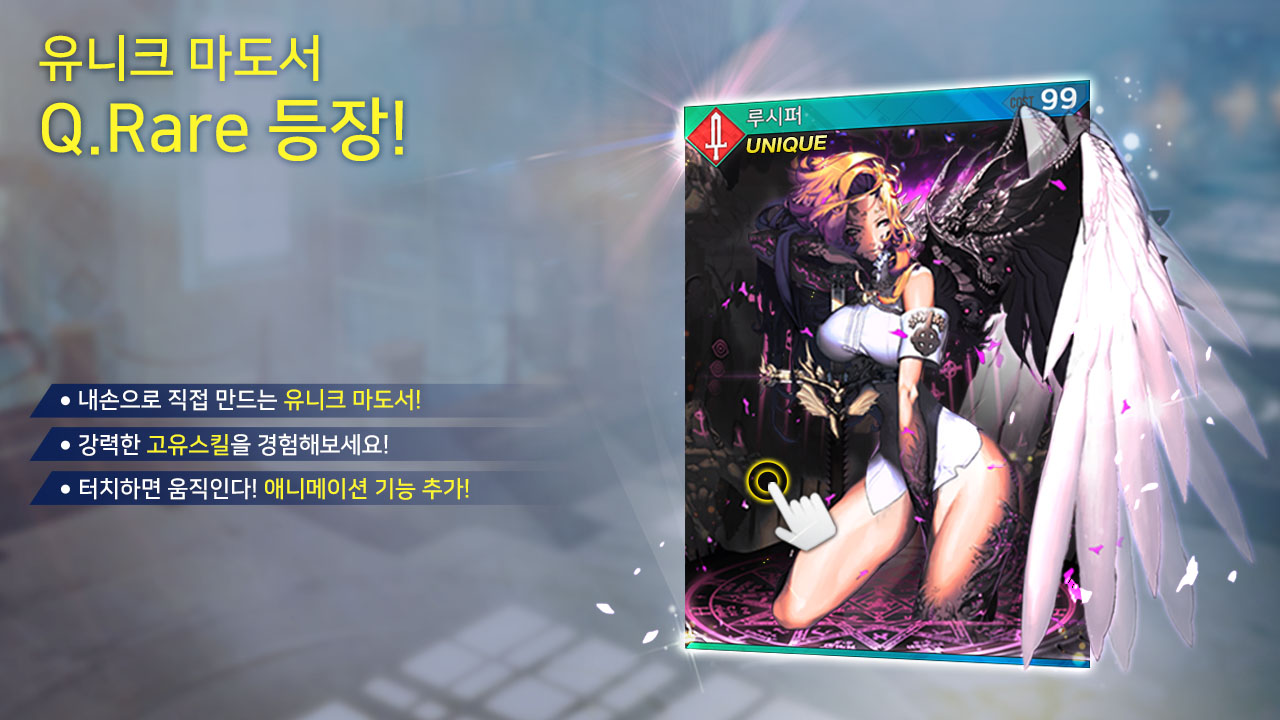 유니크 마도서
Q.Rare 등장!
루시퍼
COST 99
UNIQUE
• 내손으로 직접 만드는 유니크 마도서!
• 강력한 고유스킬을 경험해보세요!
• 터치하면 움직인다! 애니메이션 기능 추가!